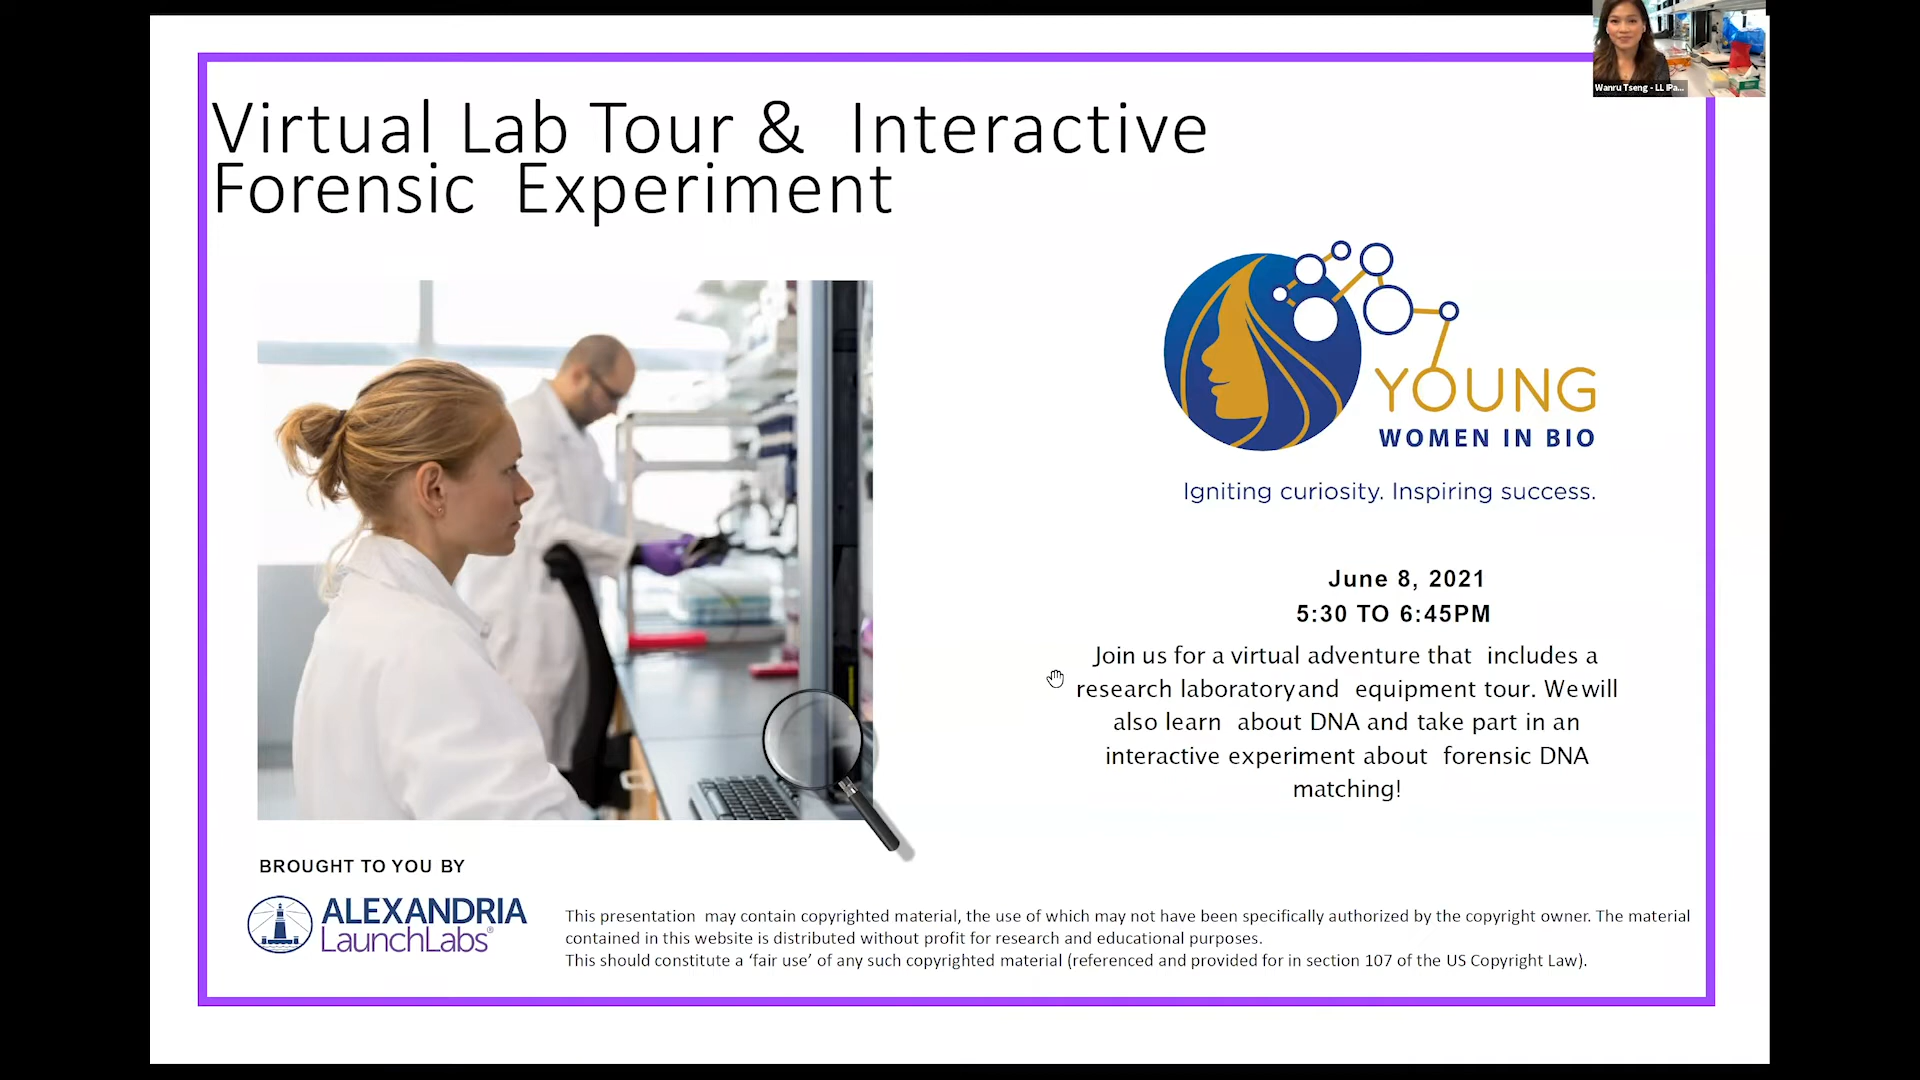 Wanru Tseng - LL IPa...
Virtual Lab Tour & Interactive
Forensic Experiment
YOUNG
WOMEN IN BIO
Igniting curiosity. Inspiring success.
June 8, 2021
5:30 TO 6:45PM
Join us for a virtual adventure that includes a
research laboratoryand equipment tour. Wewill
also learn about DNA and take part in an
interactive experiment about forensic DNA
matching!
BROUGHT TO YOU BY
ALEXANDRIA
LaunchLabs®
This presentation may contain copyrighted material, the use of which may not have been specifically authorized by the copyright owner. The material
contained in this website is distributed without profit for research and educational purposes.
This should constitute a ‘fair use’ of any such copyrighted material (referenced and provided for in section 107 of the US Copyright Law).